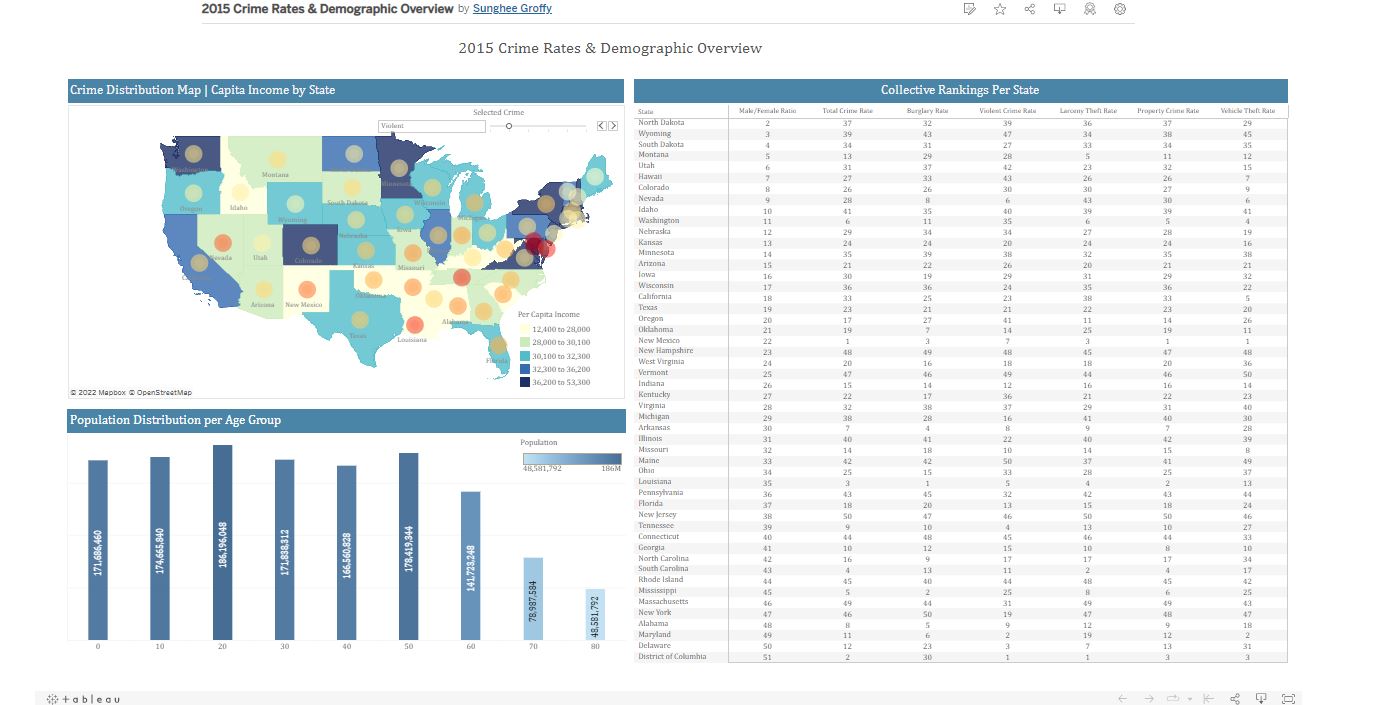 2015 Crime Rates & Demographic Overview by Sunghee Groffy
2015 Crime Rates & Demographic Overview
Crime Distribution Map | Capita Income by State
Selected Crime
Violent
Washington
Montana
Minnesota
Oregon
Idaho
South Dakota
Wisconsin
Wyoming
Michigan
Nebraska
Iowa
Nevada
Utah
Colorado
Kansas
Missouri
Arizona
New Mexico
Oklahoma
Alabama
Texas
Louisiana
Florida
Per Capita Income
12,400 to 28,000
28,000 to 30,100
30,100 to 32,300
32,300 to 36,200
36,200 to 53,300
© 2022 Mapbox © OpenStreetMap
Population Distribution per Age Group
Population
48,581,792 186M
171,686,460
174,665,840
186,196,048
171,838,312
166,560,828
178,419,344
141,723,248
78,987,584
48,581,792
0 10 20 30 40 50 60 70 80
Collective Rankings Per State
State Male/Female Ratio Total Crime Rate Burglary Rate Violent Crime Rate Larceny Theft Rate Property Crime Rate Vehicle Theft Rate
North Dakota 2 37 32 39 36 37 29
Wyoming 3 39 43 47 34 38 45
South Dakota 4 34 31 27 33 34 35
Montana 5 13 29 28 5 11 12
Utah 6 31 37 42 23 32 15
Hawaii 7 27 33 43 26 26 7
Colorado 8 26 26 30 30 27 9
Nevada 9 28 8 6 43 30 6
Idaho 10 41 35 40 39 39 41
Washington 11 6 11 35 6 5 4
Nebraska 12 29 34 34 27 28 19
Kansas 13 24 24 20 24 24 16
Minnesota 14 35 39 38 32 35 38
Arizona 15 21 22 26 20 21 21
Iowa 16 30 19 29 31 29 32
Wisconsin 17 36 36 24 35 36 22
California 18 33 25 23 38 33 5
Texas 19 23 21 21 22 23 20
Oregon 20 17 27 41 11 14 26
Oklahoma 21 19 7 14 25 19 11
New Mexico 22 1 3 7 3 1 1
New Hampshire 23 48 49 48 45 47 48
West Virginia 24 20 16 18 18 20 36
Vermont 25 47 46 49 44 46 50
Indiana 26 15 14 12 16 16 14
Kentucky 27 22 17 36 21 22 23
Virginia 28 32 38 37 29 31 40
Michigan 29 38 28 16 41 40 30
Arkansas 30 7 4 8 9 7 28
Illinois 31 40 41 22 40 42 39
Missouri 32 14 18 10 14 15 8
Maine 33 42 42 50 37 41 49
Ohio 34 25 15 33 28 25 37
Louisiana 35 3 1 5 4 2 13
Pennsylvania 36 43 45 32 42 43 44
Florida 37 18 20 13 15 18 24
New Jersey 38 50 47 46 50 50 46
Tennessee 39 9 10 4 13 10 27
Connecticut 40 44 48 45 46 44 33
Georgia 41 10 12 15 10 8 10
North Carolina 42 16 9 17 17 17 34
South Carolina 43 4 13 11 2 4 17
Rhode Island 44 45 40 44 48 45 42
Mississippi 45 5 2 25 8 6 25
Massachusetts 46 49 44 31 49 49 43
New York 47 46 50 19 47 48 47
Alabama 48 8 5 9 12 9 18
Maryland 49 11 6 2 19 12 2
Delaware 50 12 23 3 7 13 31
District of Columbia 51 2 30 1 1 3 3
+ a b l e a u